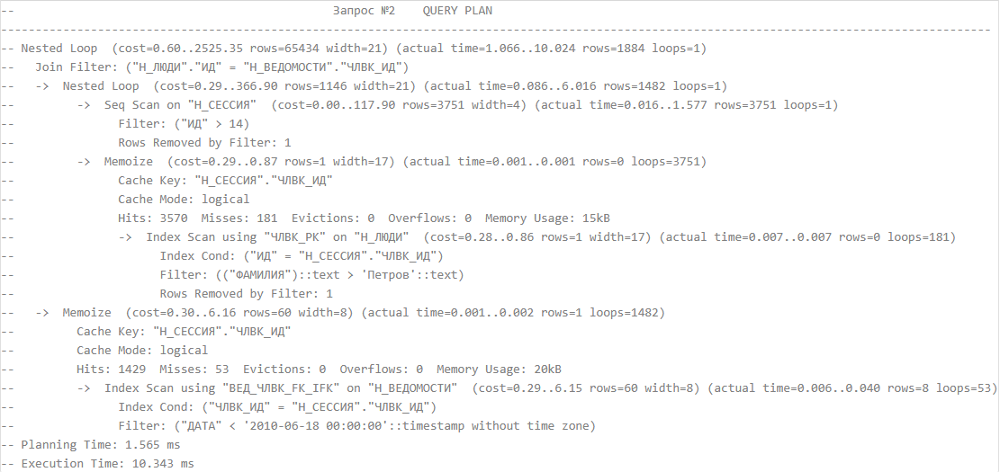 --                                              Запрос №2    QUERY PLAN
-----------------------------------------------------------------------------------------------------------------------------------------------
-- Nested Loop  (cost=0.60..2525.35 rows=65434 width=21) (actual time=1.066..10.024 rows=1884 loops=1)
--   Join Filter: ("Н_ЛЮДИ"."ИД" = "Н_ВЕДОМОСТИ"."ЧЛВК_ИД")
--   ->  Nested Loop  (cost=0.29..366.90 rows=1146 width=21) (actual time=0.086..6.016 rows=1482 loops=1)
--         ->  Seq Scan on "Н_СЕССИЯ"  (cost=0.00..117.90 rows=3751 width=4) (actual time=0.016..1.577 rows=3751 loops=1)
--               Filter: ("ИД" > 14)
--               Rows Removed by Filter: 1
--         ->  Memoize  (cost=0.29..0.87 rows=1 width=17) (actual time=0.001..0.001 rows=0 loops=3751)
--               Cache Key: "Н_СЕССИЯ"."ЧЛВК_ИД"
--               Cache Mode: logical
--               Hits: 3570  Misses: 181  Evictions: 0  Overflows: 0  Memory Usage: 15kB
--               ->  Index Scan using "ЧЛВК_PK" on "Н_ЛЮДИ"  (cost=0.28..0.86 rows=1 width=17) (actual time=0.007..0.007 rows=0 loops=181)
--                     Index Cond: ("ИД" = "Н_СЕССИЯ"."ЧЛВК_ИД")
--                     Filter: (("ФАМИЛИЯ")::text > 'Петров'::text)
--                     Rows Removed by Filter: 1
--   ->  Memoize  (cost=0.30..6.16 rows=60 width=8) (actual time=0.001..0.002 rows=1 loops=1482)
--         Cache Key: "Н_СЕССИЯ"."ЧЛВК_ИД"
--         Cache Mode: logical
--         Hits: 1429  Misses: 53  Evictions: 0  Overflows: 0  Memory Usage: 20kB
--         ->  Index Scan using "ВЕД_ЧЛВК_FK_IFK" on "Н_ВЕДОМОСТИ"  (cost=0.29..6.15 rows=60 width=8) (actual time=0.006..0.040 rows=8 loops=53)
--               Index Cond: ("ЧЛВК_ИД" = "Н_СЕССИЯ"."ЧЛВК_ИД")
--               Filter: ("ДАТА" < '2010-06-18 00:00:00'::timestamp without time zone)
-- Planning Time: 1.565 ms
-- Execution Time: 10.343 ms